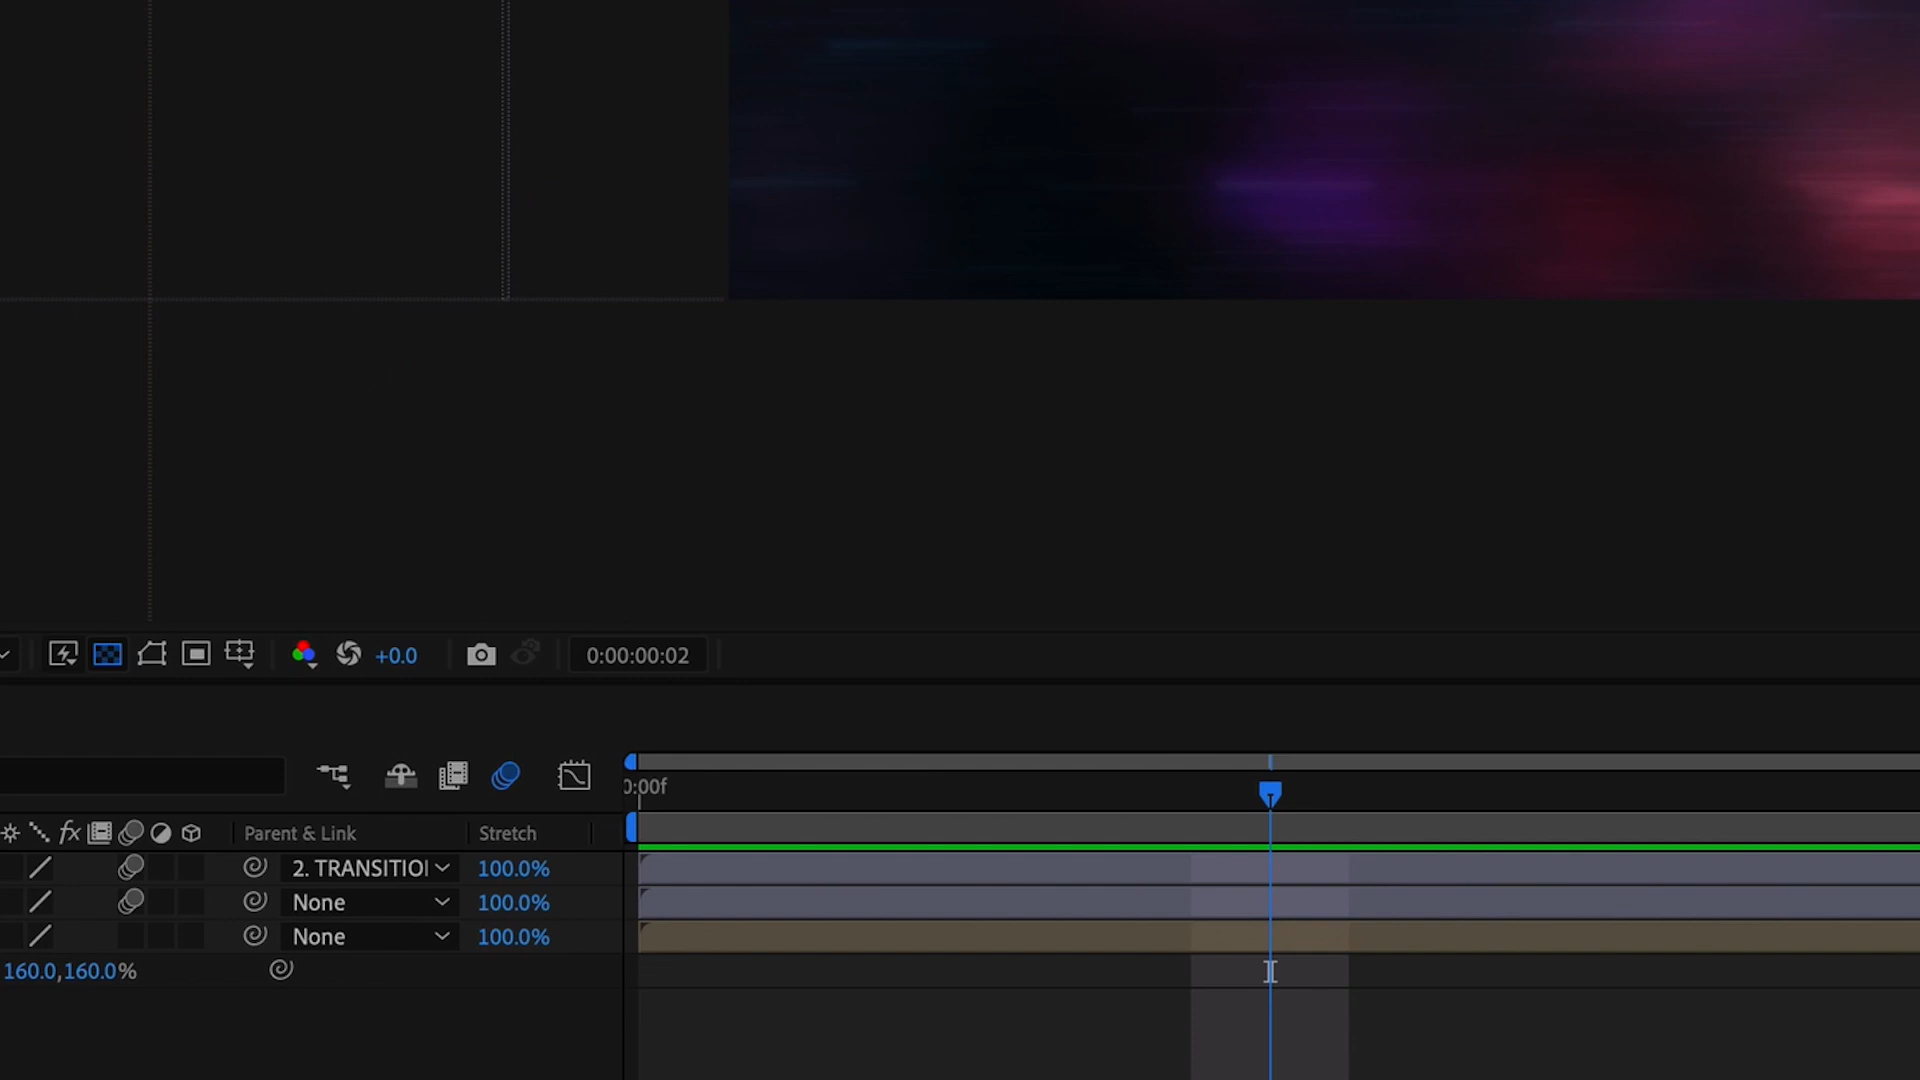 +0.0 0:00:00:02
0:00f
fx Parent & Link Stretch
2. TRANSITIO 100.0%
None 100.0%
None 100.0%
160.0,160.0%